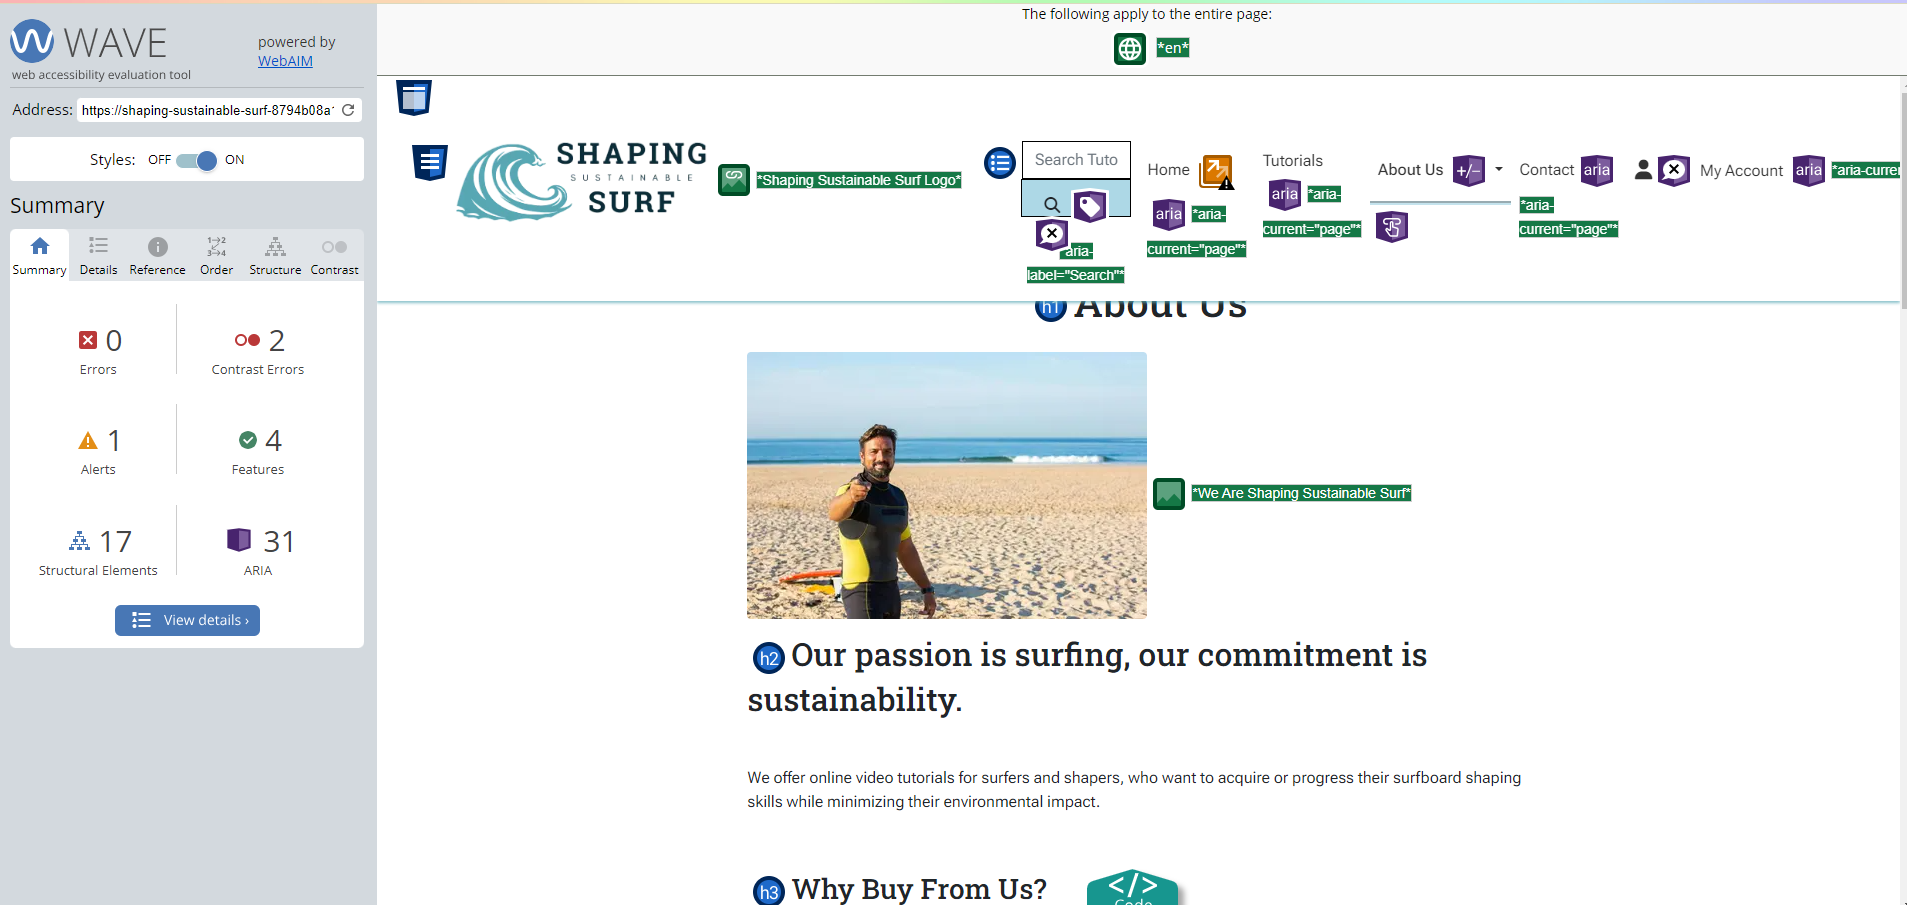 WAVE
web accessibility evaluation tool
powered by
WebAIM
Address: https://shaping-sustainable-surf-8794b08a
Styles: OFF ON
Summary
Summary Details Reference Order Structure Contrast
0
Errors
2
Contrast Errors
1
Alerts
4
Features
17
Structural Elements
31
ARIA
View details ›
The following apply to the entire page:
*en*
SHAPING
SUSTAINABLE
SURF
*Shaping Sustainable Surf Logo*
Search Tuto
aria-
label="Search"*
Home
aria *aria-
current="page"*
Tutorials
aria *aria-
current="page"*
About Us +/-
Contact aria
*aria-
current="page"*
My Account aria *aria-curre
h1 About Us
*We Are Shaping Sustainable Surf*
h2 Our passion is surfing, our commitment is
sustainability.
We offer online video tutorials for surfers and shapers, who want to acquire or progress their surfboard shaping
skills while minimizing their environmental impact.
h3 Why Buy From Us?
</>
Code